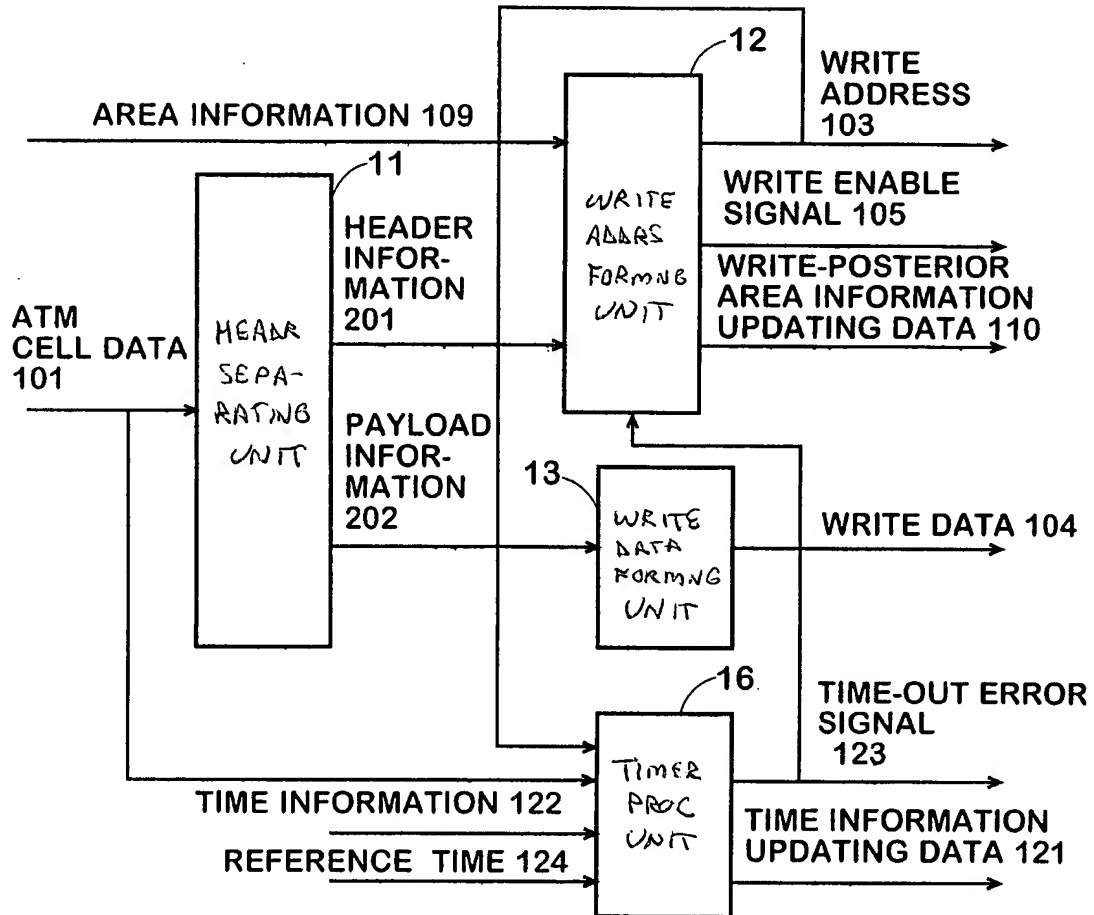 12
WRITE
ADDRESS
103
AREA INFORMATION 109
11
WRITE ENABLE
SIGNAL 105
HEADER
INFOR-
MATION
201
WRITE
ADDRS
FORMNG
UNIT
WRITE-POSTERIOR
AREA INFORMATION
UPDATING DATA 110
ATM
CELL DATA
101
HEADR
SEPA-
RATING
UNIT
PAYLOAD
INFOR-
MATION
202
13
WRITE
DATA
FORMNG
UNIT
WRITE DATA 104
16
TIME-OUT ERROR
SIGNAL
123
TIMER
PROC
UNIT
TIME INFORMATION 122
REFERENCE TIME 124
TIME INFORMATION
UPDATING DATA 121